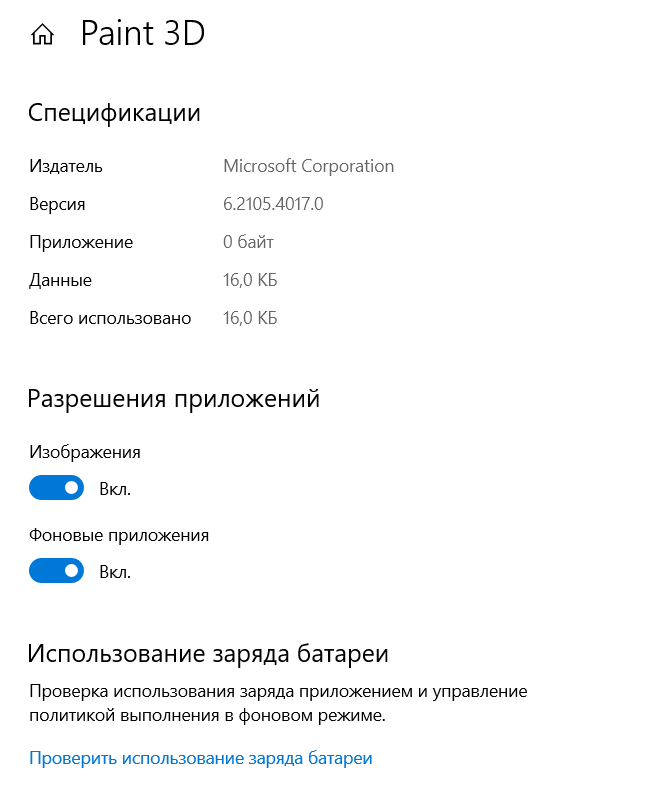 Paint 3D
Спецификации
Издатель Microsoft Corporation
Версия 6.2105.4017.0
Приложение 0 байт
Данные 16,0 КБ
Всего использовано 16,0 КБ
Разрешения приложений
Изображения
Вкл.
Фоновые приложения
Вкл.
Использование заряда батареи
Проверка использования заряда приложением и управление
политикой выполнения в фоновом режиме.
Проверить использование заряда батареи